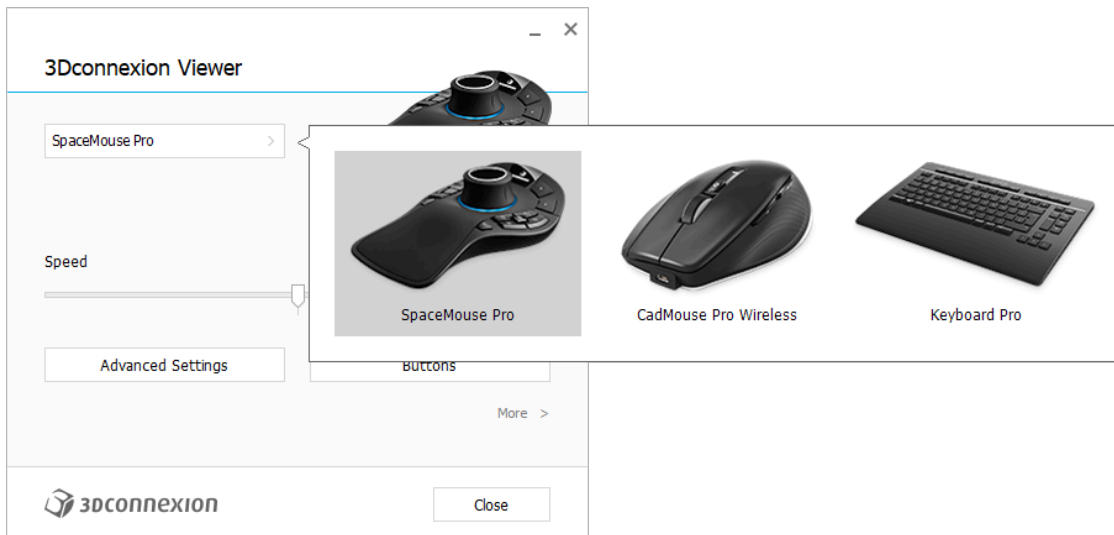 3Dconnexion Viewer
SpaceMouse Pro
Speed
SpaceMouse Pro
CadMouse Pro Wireless
Keyboard Pro
Advanced Settings
Buttons
More >
3Dconnexion
Close